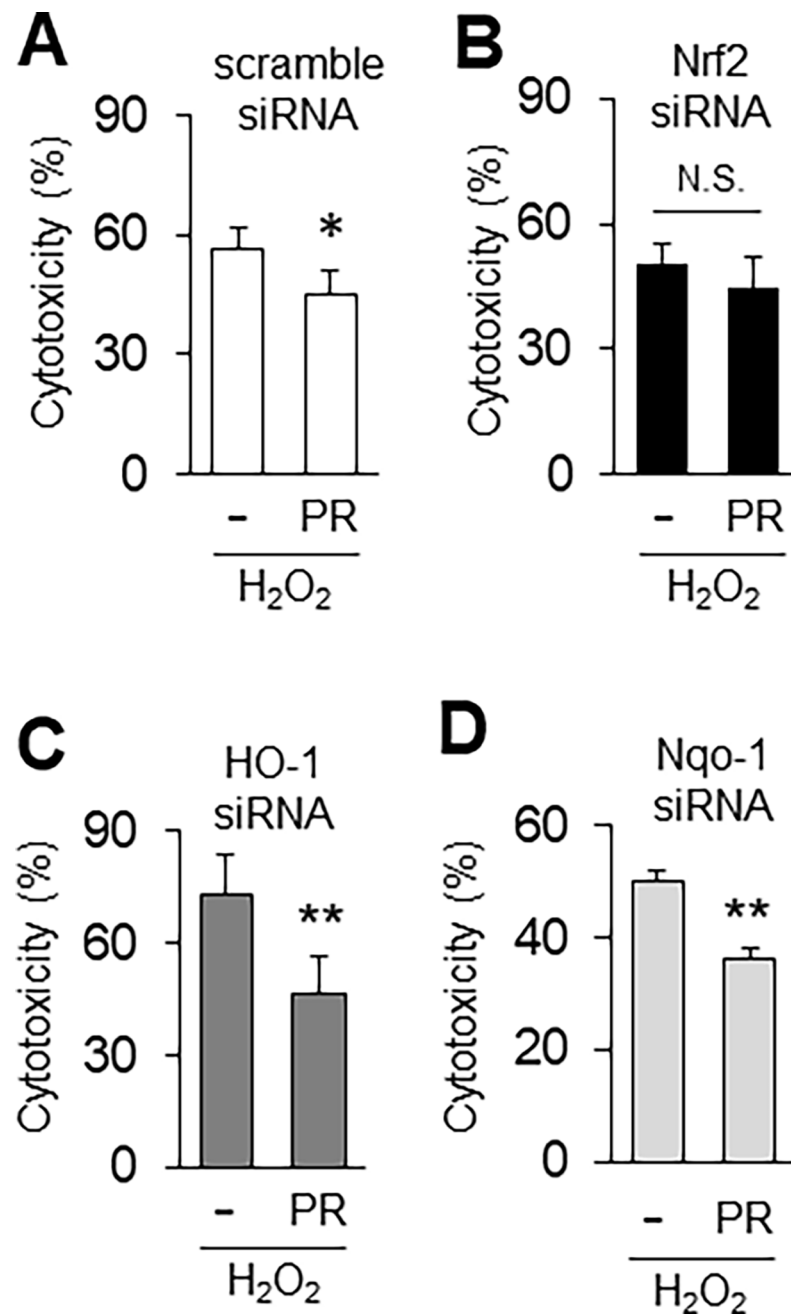 A
scramble
siRNA
Cytotoxicity (%)
90
60
30
0
*
- PR
H₂O₂
B
Nrf2
siRNA
Cytotoxicity (%)
90
60
30
0
N.S.
- PR
H₂O₂
C
HO-1
siRNA
Cytotoxicity (%)
90
60
30
0
**
- PR
H₂O₂
D
Nqo-1
siRNA
Cytotoxicity (%)
60
40
20
0
**
- PR
H₂O₂